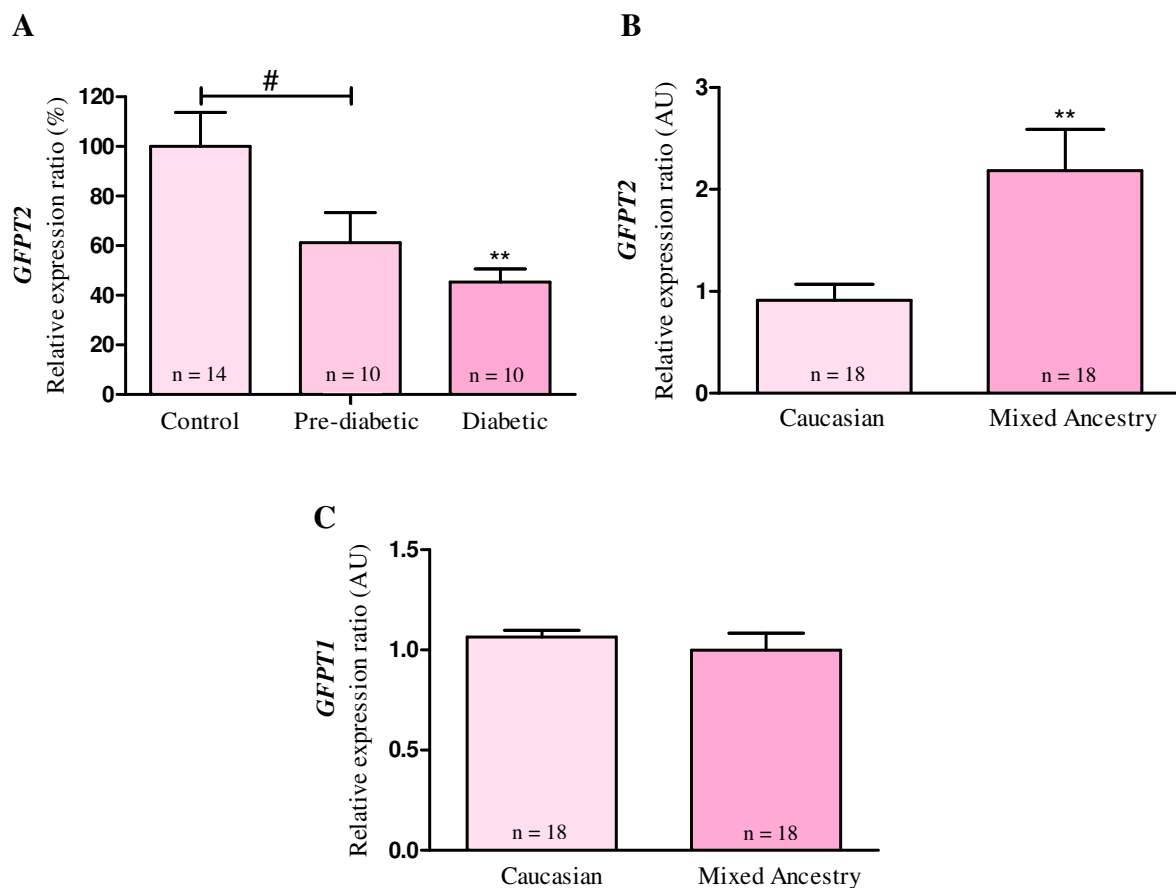 A
GFPT2
Relative expression ratio (%)
120
100
80
60
40
20
0
#
**
n = 14
n = 10
n = 10
Control
Pre-diabetic
Diabetic
B
GFPT2
Relative expression ratio (AU)
3
2
1
0
**
n = 18
n = 18
Caucasian
Mixed Ancestry
C
GFPT1
Relative expression ratio (AU)
1.5
1.0
0.5
0.0
n = 18
n = 18
Caucasian
Mixed Ancestry